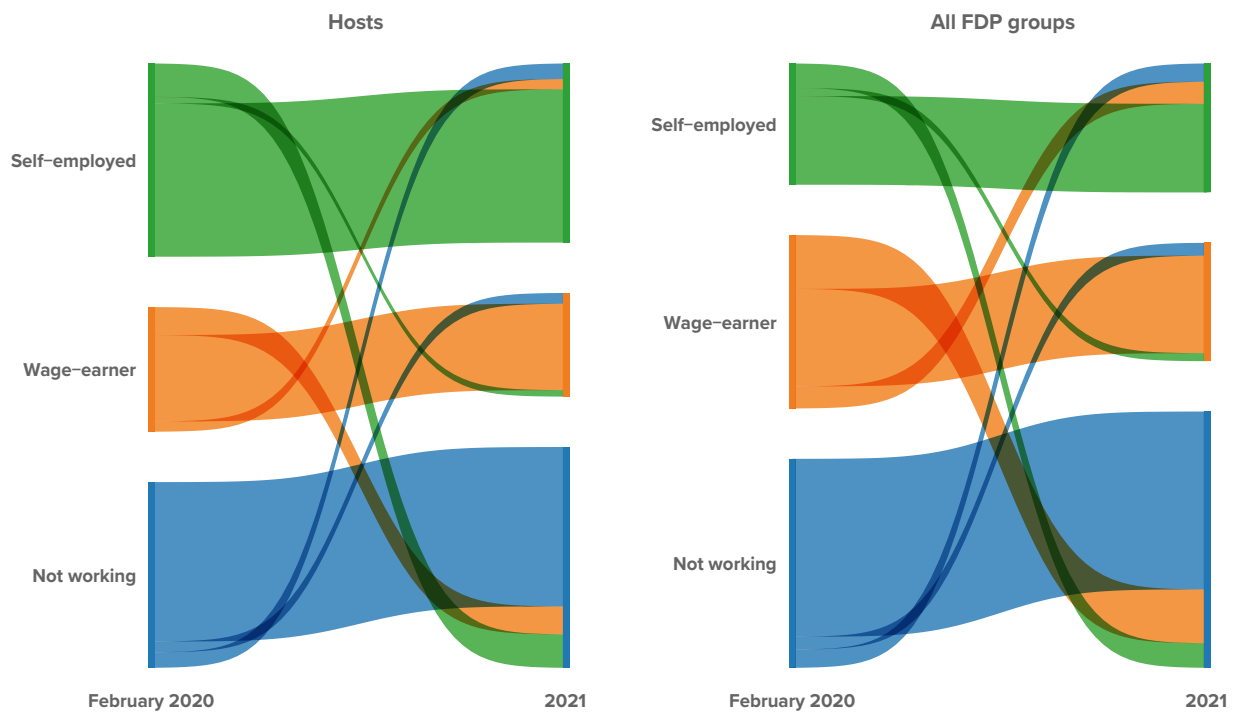 Hosts
Self–employed
Wage–earner
Not working
February 2020
2021
All FDP groups
Self–employed
Wage–earner
Not working
February 2020
2021